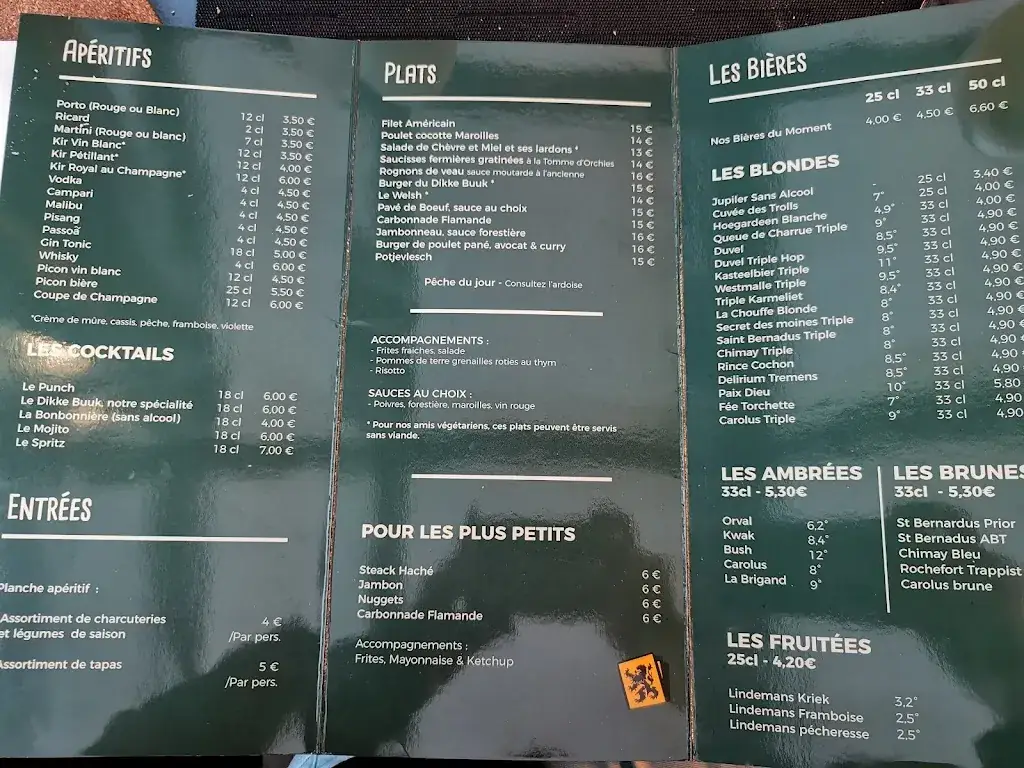 APÉRITIFS
Porto (Rouge ou Blanc) 12 cl 3,50 €
Ricard 2 cl 3,50 €
Martini (Rouge ou blanc) 7 cl 3,50 €
Kir Vin Blanc* 12 cl 3,50 €
Kir Pétillant* 12 cl 4,00 €
Kir Royal au Champagne* 12 cl 6,00 €
Vodka 4 cl 4,50 €
Campari 4 cl 4,50 €
Malibu 4 cl 4,50 €
Pisang 4 cl 4,50 €
Passoã 4 cl 4,50 €
Gin Tonic 18 cl 5,00 €
Whisky 4 cl 6,00 €
Picon vin blanc 12 cl 4,50 €
Picon bière 25 cl 5,50 €
Coupe de Champagne 12 cl 6,00 €
*Crème de mûre, cassis, pêche, framboise, violette
LES COCKTAILS
Le Punch 18 cl 6,00 €
Le Dikke Buuk, notre spécialité 18 cl 6,00 €
La Bonbonnière (sans alcool) 18 cl 4,00 €
Le Mojito 18 cl 6,00 €
Le Spritz 18 cl 7,00 €
ENTRÉES
Planche apéritif :
Assortiment de charcuteries 4 €
et légumes de saison /Par pers.
Assortiment de tapas 5 €
/Par pers.
PLATS
Filet Américain 15 €
Poulet cocotte Maroilles 14 €
Salade de Chèvre et Miel et ses lardons * 13 €
Saucisses fermières gratinées à la Tomme d'Orchies 14 €
Rognons de veau sauce moutarde à l'ancienne 16 €
Burger du Dikke Buuk * 15 €
Le Welsh * 14 €
Pavé de Boeuf, sauce au choix 15 €
Carbonnade Flamande 15 €
Jambonneau, sauce forestière 16 €
Burger de poulet pané, avocat & curry 16 €
Potjevlesch 15 €
Pêche du jour - Consultez l'ardoise
ACCOMPAGNEMENTS :
- Frites fraiches, salade
- Pommes de terre grenailles roties au thym
- Risotto
SAUCES AU CHOIX :
- Poivres, forestière, maroilles, vin rouge
* Pour nos amis végétariens, ces plats peuvent être servis
sans viande.
POUR LES PLUS PETITS
Steack Haché 6 €
Jambon 6 €
Nuggets 6 €
Carbonnade Flamande 6 €
Accompagnements :
Frites, Mayonnaise & Ketchup
LES BIÈRES
25 cl 33 cl 50 cl
Nos Bières du Moment 4,00 € 4,50 € 6,60 €
LES BLONDES
Jupiler Sans Alcool - 25 cl 3,40 €
Cuvée des Trolls 7° 25 cl 4,00 €
Hoegardeen Blanche 4,9° 33 cl 4,00 €
Queue de Charrue Triple 9° 33 cl 4,90 €
Duvel 8,5° 33 cl 4,90 €
Duvel Triple Hop 9,5° 33 cl 4,90 €
Kasteelbier Triple 11° 33 cl 4,90 €
Westmalle Triple 9,5° 33 cl 4,90 €
Triple Karmeliet 8,4° 33 cl 4,90 €
La Chouffe Blonde 8° 33 cl 4,90
Secret des moines Triple 8° 33 cl 4,90
Saint Bernadus Triple 8° 33 cl 4,90
Chimay Triple 8° 33 cl 4,90
Rince Cochon 8,5° 33 cl 4,90
Delirium Tremens 8,5° 33 cl 4,90
Paix Dieu 10° 33 cl 5,80
Fée Torchette 7° 33 cl 4,90
Carolus Triple 9° 33 cl 4,90
LES AMBRÉES
33cl - 5,30€
Orval 6,2°
Kwak 8,4°
Bush 12°
Carolus 8°
La Brigand 9°
LES BRUNES
33cl - 5,30€
St Bernardus Prior
St Bernadus ABT
Chimay Bleu
Rochefort Trappist
Carolus brune
LES FRUITÉES
25cl - 4,20€
Lindemans Kriek 3,2°
Lindemans Framboise 2,5°
Lindemans pécheresse 2,5°